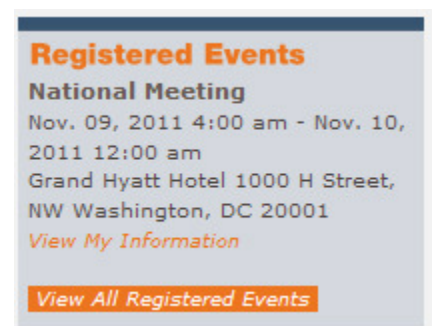 Registered Events
National Meeting
Nov. 09, 2011 4:00 am - Nov. 10,
2011 12:00 am
Grand Hyatt Hotel 1000 H Street,
NW Washington, DC 20001
View My Information
View All Registered Events